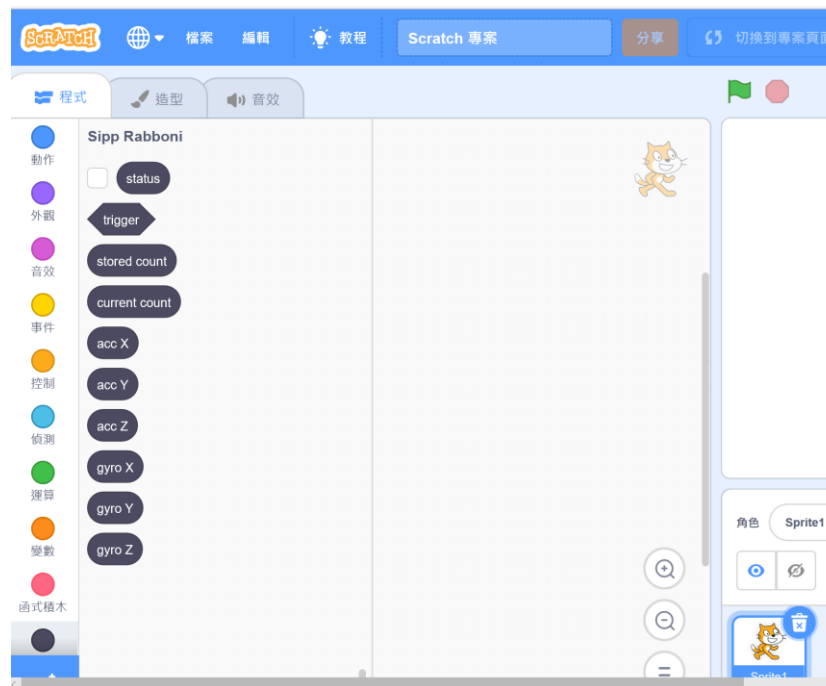 SCRATCH 檔案 編輯 教程 Scratch 專案 分享 切換到專案頁面
程式 造型 音效
動作
外觀
音效
事件
控制
偵測
運算
變數
函式積木
Sipp Rabboni
status
trigger
stored count
current count
acc X
acc Y
acc Z
gyro X
gyro Y
gyro Z
角色 Sprite1
Sprite1